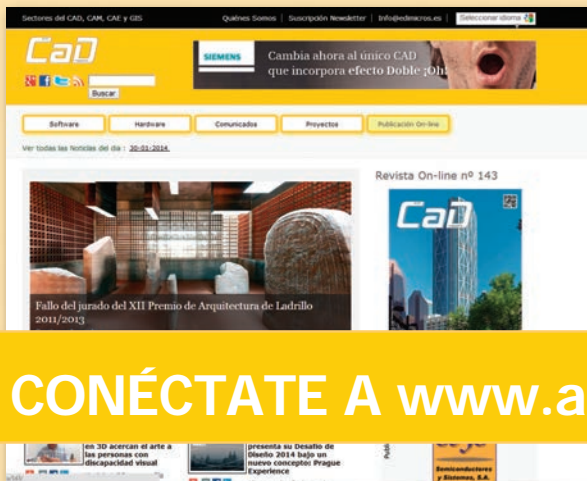 Sectores del CAD, CAM, CAE y GIS
Quiénes Somos | Suscripción Newsletter | Info@edimicros.es | Seleccionar idioma
CaD
SIEMENS
Cambia ahora al único CAD
que incorpora efecto Doble ¡Oh!
Buscar
Software
Hardware
Comunicados
Proyectos
Publicación On-line
Ver todas las Noticias del dia : 30-01-2014
Revista On-line nº 143
CaD
Fallo del jurado del XII Premio de Arquitectura de Ladrillo
2011/2013
CONÉCTATE A www.a
en 3D acercan el arte a
las personas con
discapacidad visual
presenta su Desafío de
Diseño 2014 bajo un
nuevo concepto: Prague
Experience
Semiconductores
y Sistemas, S.A.